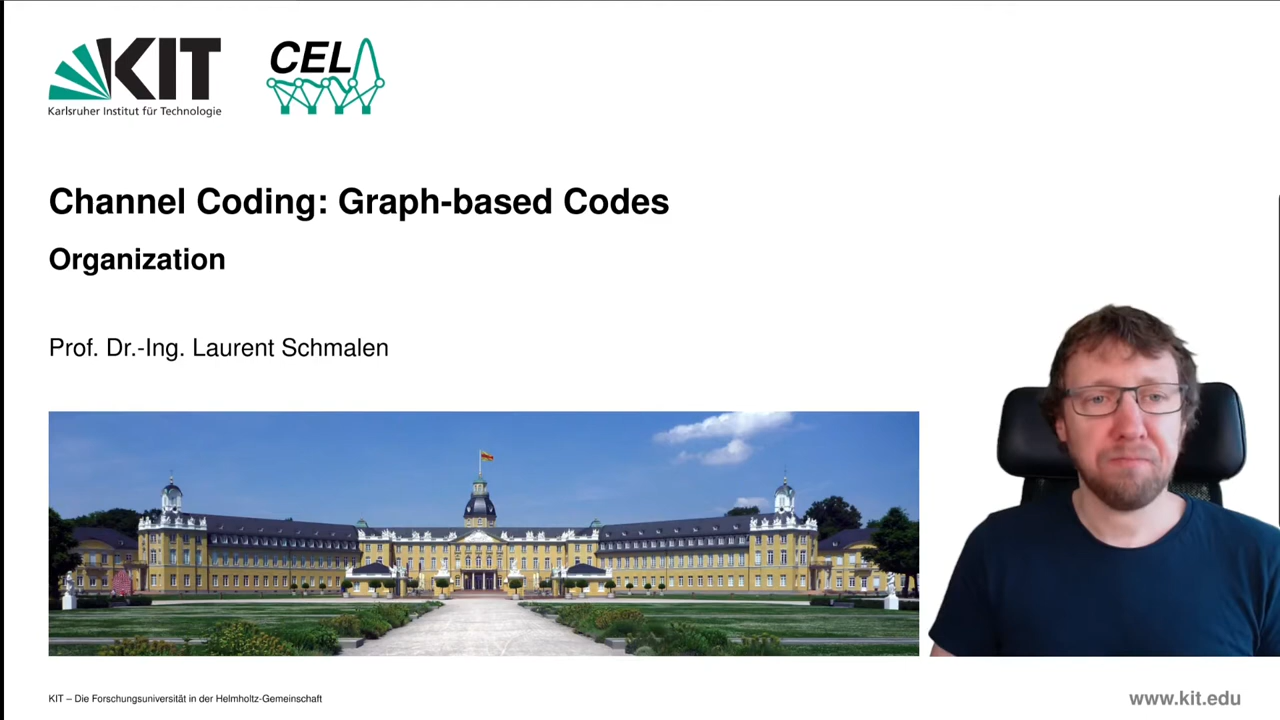 KIT
Karlsruher Institut für Technologie
CEL
Channel Coding: Graph-based Codes
Organization
Prof. Dr.-Ing. Laurent Schmalen
KIT – Die Forschungsuniversität in der Helmholtz-Gemeinschaft
www.kit.edu